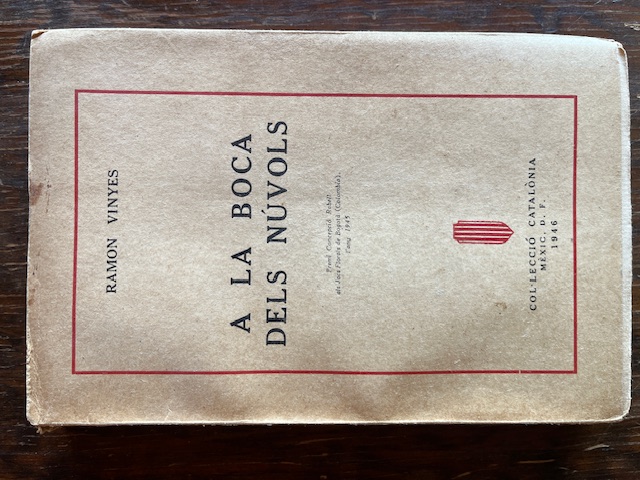 RAMON VINYES
A LA BOCA
DELS NÚVOLS
Premi Concepció Rabell
als Jocs Florals de Bogotà (Colòmbia),
l'any 1945
COL·LECCIÓ CATALÒNIA
MÈXIC, D. F.
1946